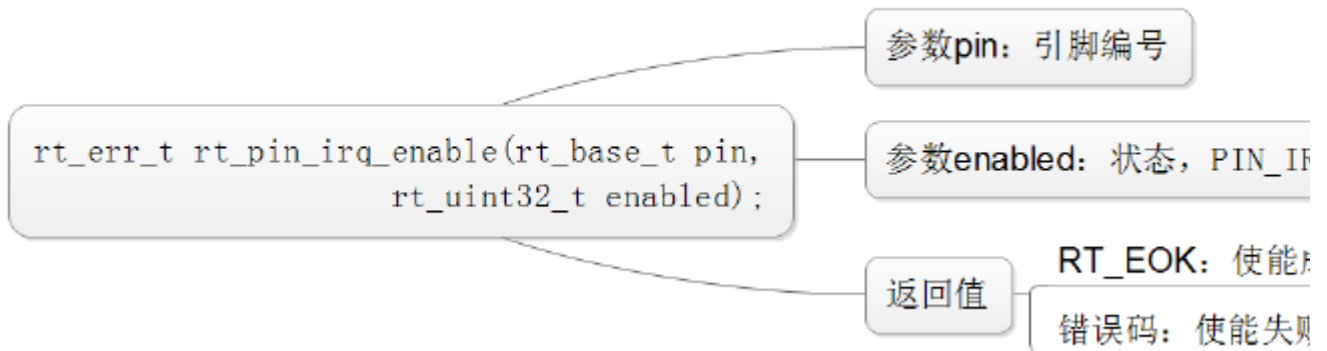 参数pin：引脚编号
rt_err_t rt_pin_irq_enable(rt_base_t pin,
rt_uint32_t enabled);
参数enabled：状态，PIN_IR
返回值
RT_EOK：使能
错误码：使能失